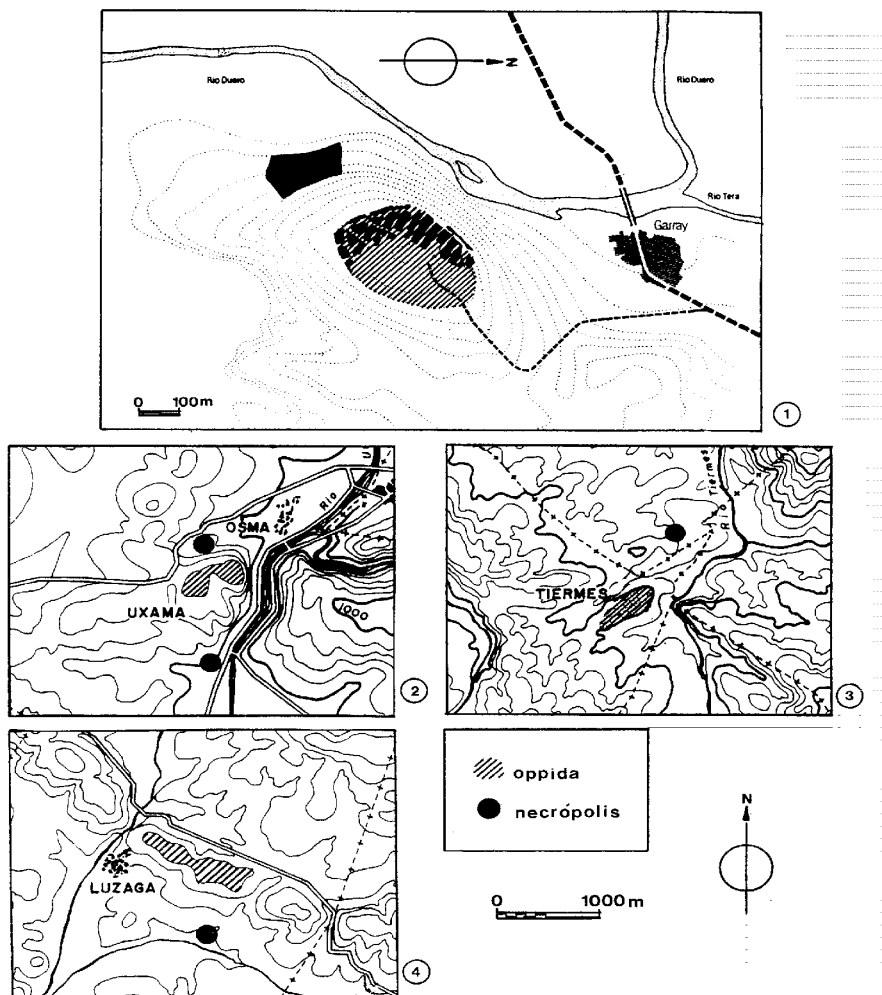 Rio Duero
N
Rio Duero
Rio Tera
Garray
0 100m
1
U
Rio
OSMA
UXAMA
1000
2
Rio Tiermes
TIERMES
3
LUZAGA
4
oppida
necrópolis
N
0 1000m